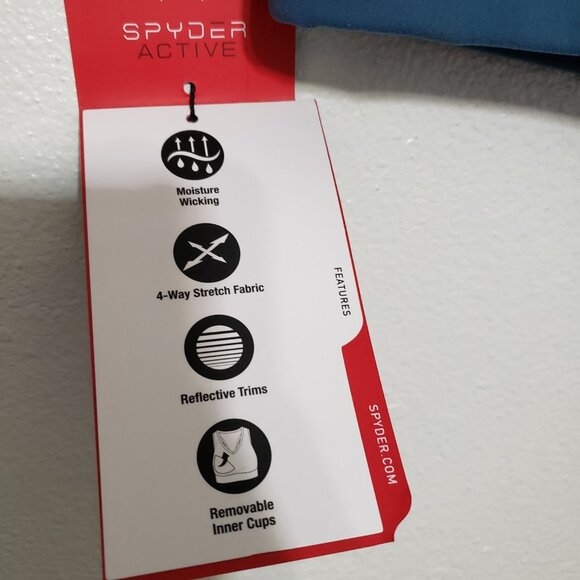 SPYDER
ACTIVE
Moisture
Wicking
4-Way Stretch Fabric
Reflective Trims
Removable
Inner Cups
FEATURES
SPYDER.COM